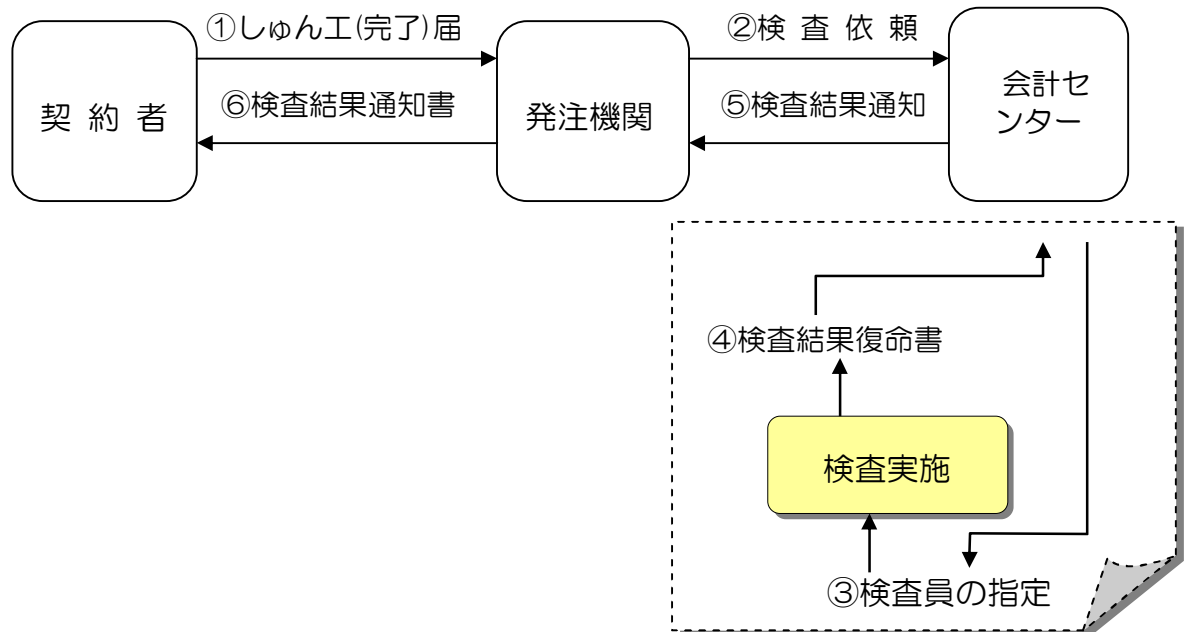 ①しゅん工(完了)届
②検 査 依 頼
契 約 者
⑥検査結果通知書
発注機関
⑤検査結果通知
会計セ
ンター
④検査結果復命書
検査実施
③検査員の指定